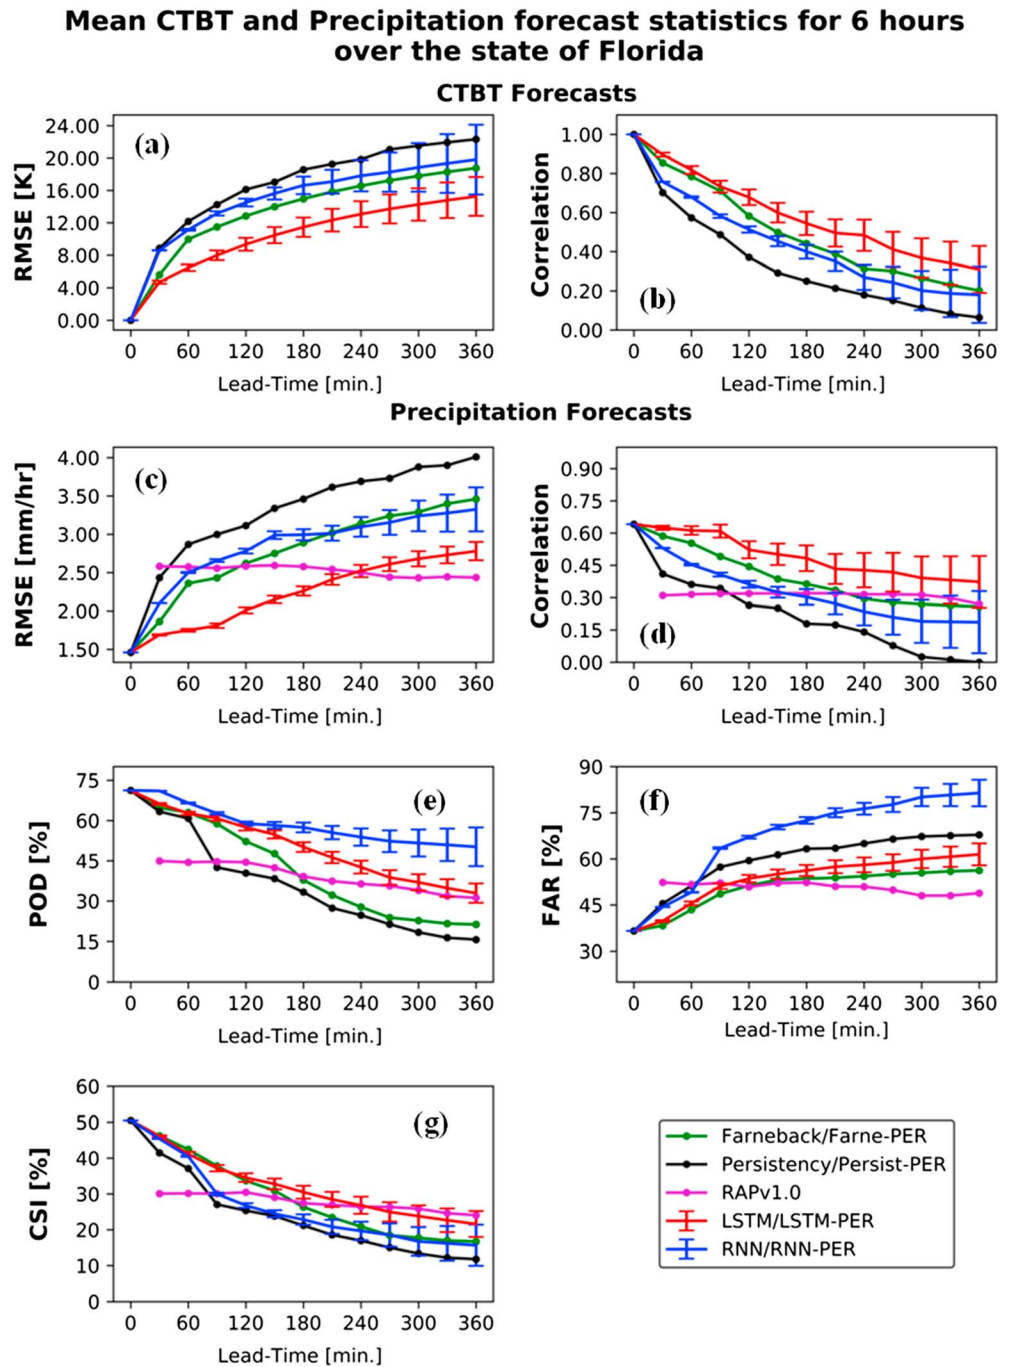 Mean CTBT and Precipitation forecast statistics for 6 hours
over the state of Florida
CTBT Forecasts
(a)
RMSE [K]
24.00
20.00
16.00
12.00
8.00
4.00
0.00
0 60 120 180 240 300 360
Lead-Time [min.]
(b)
Correlation
1.00
0.80
0.60
0.40
0.20
0.00
0 60 120 180 240 300 360
Lead-Time [min.]
Precipitation Forecasts
(c)
RMSE [mm/hr]
4.00
3.50
3.00
2.50
2.00
1.50
0 60 120 180 240 300 360
Lead-Time [min.]
(d)
Correlation
0.90
0.75
0.60
0.45
0.30
0.15
0.00
0 60 120 180 240 300 360
Lead-Time [min.]
(e)
POD [%]
75
60
45
30
15
0
0 60 120 180 240 300 360
Lead-Time [min.]
(f)
FAR [%]
90
75
60
45
30
0 60 120 180 240 300 360
Lead-Time [min.]
(g)
CSI [%]
60
50
40
30
20
10
0
0 60 120 180 240 300 360
Lead-Time [min.]
Farneback/Farne-PER
Persistency/Persist-PER
RAPv1.0
LSTM/LSTM-PER
RNN/RNN-PER